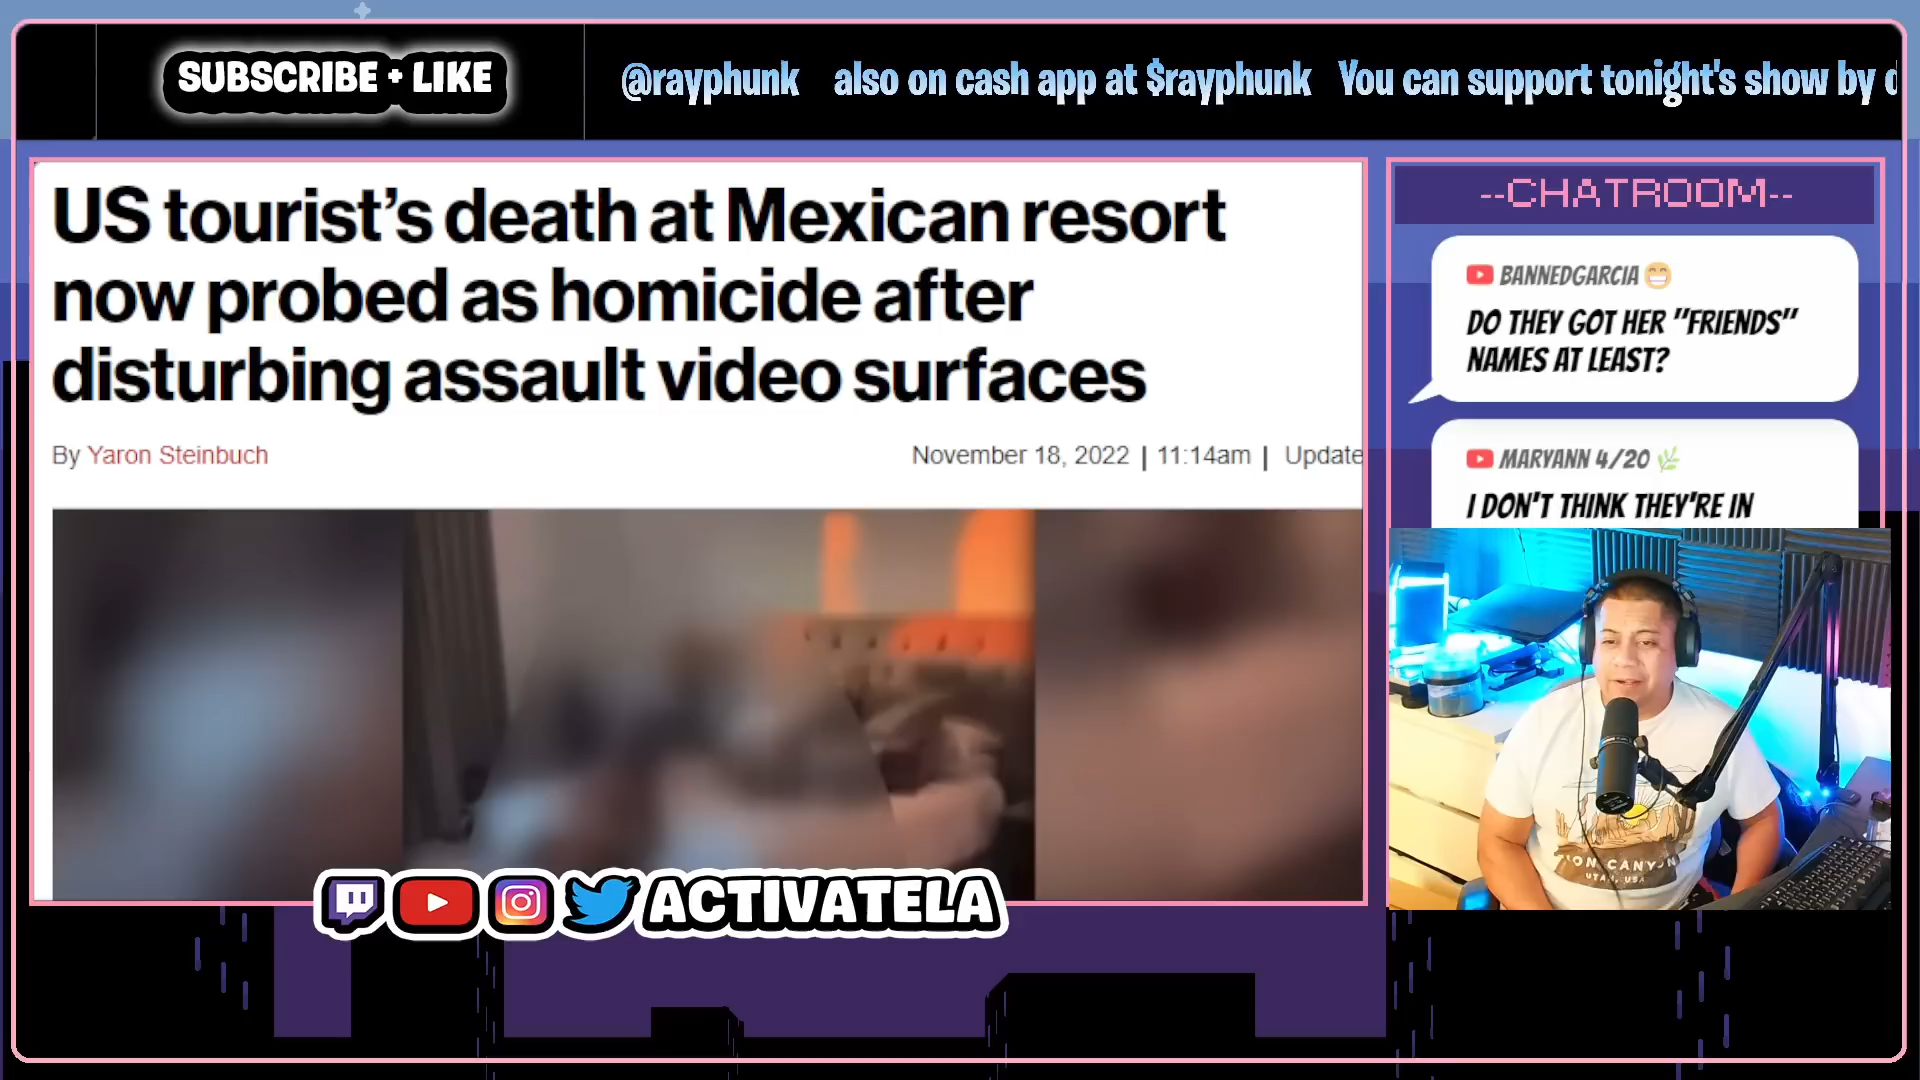 SUBSCRIBE + LIKE
@rayphunk also on cash app at $rayphunk You can support tonight's show by
US tourist's death at Mexican resort
now probed as homicide after
disturbing assault video surfaces
By Yaron Steinbuch
November 18, 2022 | 11:14am | Update
--CHATROOM--
BANNEDGARCIA
DO THEY GOT HER "FRIENDS"
NAMES AT LEAST?
MARYANN 4/20
I DON'T THINK THEY'RE IN
ACTIVATELA